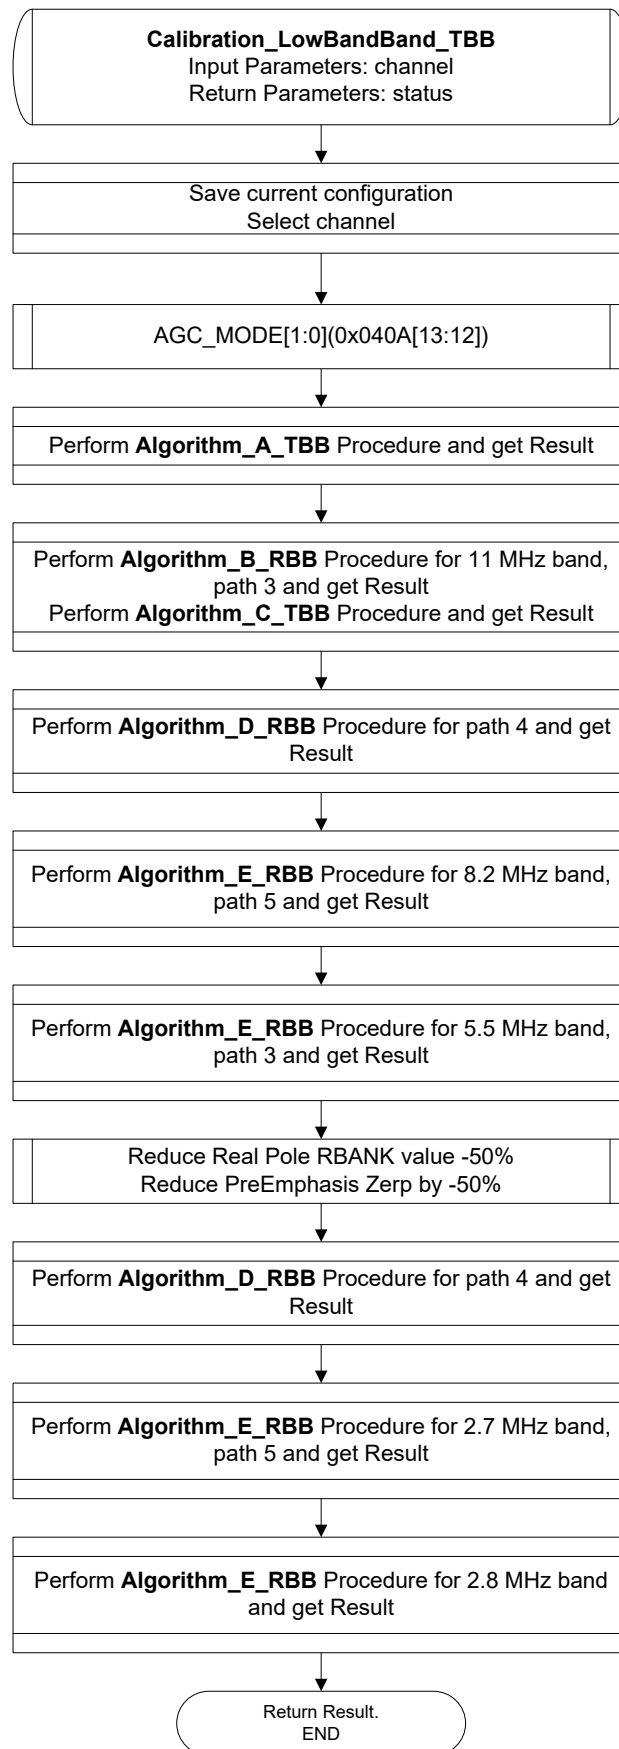 Calibration_LowBandBand_TBB
Input Parameters: channel
Return Parameters: status
Save current configuration
Select channel
AGC_MODE[1:0](0x040A[13:12])
Perform Algorithm_A_TBB Procedure and get Result
Perform Algorithm_B_RBB Procedure for 11 MHz band,
path 3 and get Result
Perform Algorithm_C_TBB Procedure and get Result
Perform Algorithm_D_RBB Procedure for path 4 and get
Result
Perform Algorithm_E_RBB Procedure for 8.2 MHz band,
path 5 and get Result
Perform Algorithm_E_RBB Procedure for 5.5 MHz band,
path 3 and get Result
Reduce Real Pole RBANK value -50%
Reduce PreEmphasis Zerp by -50%
Perform Algorithm_D_RBB Procedure for path 4 and get
Result
Perform Algorithm_E_RBB Procedure for 2.7 MHz band,
path 5 and get Result
Perform Algorithm_E_RBB Procedure for 2.8 MHz band
and get Result
Return Result.
END